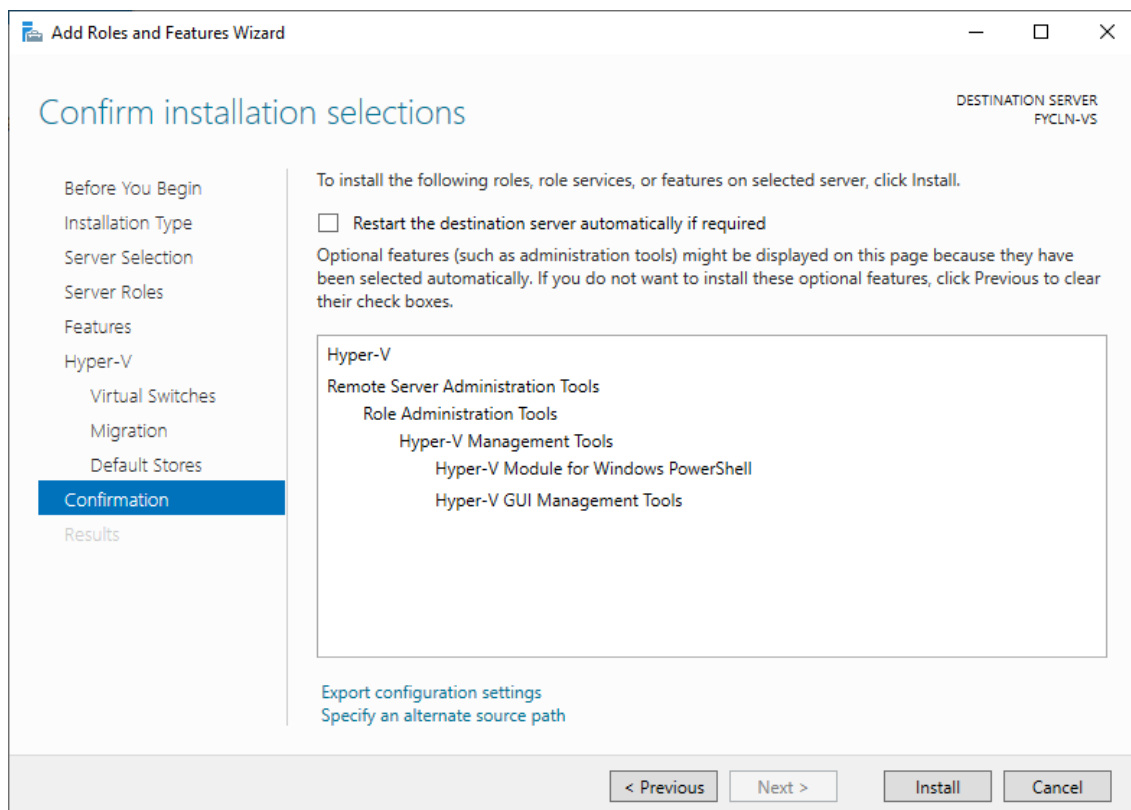 Add Roles and Features Wizard
Confirm installation selections
DESTINATION SERVER
FYCLN-VS
Before You Begin
Installation Type
Server Selection
Server Roles
Features
Hyper-V
Virtual Switches
Migration
Default Stores
Confirmation
Results
To install the following roles, role services, or features on selected server, click Install.
Restart the destination server automatically if required
Optional features (such as administration tools) might be displayed on this page because they have
been selected automatically. If you do not want to install these optional features, click Previous to clear
their check boxes.
Hyper-V
Remote Server Administration Tools
Role Administration Tools
Hyper-V Management Tools
Hyper-V Module for Windows PowerShell
Hyper-V GUI Management Tools
Export configuration settings
Specify an alternate source path
< Previous
Next >
Install
Cancel